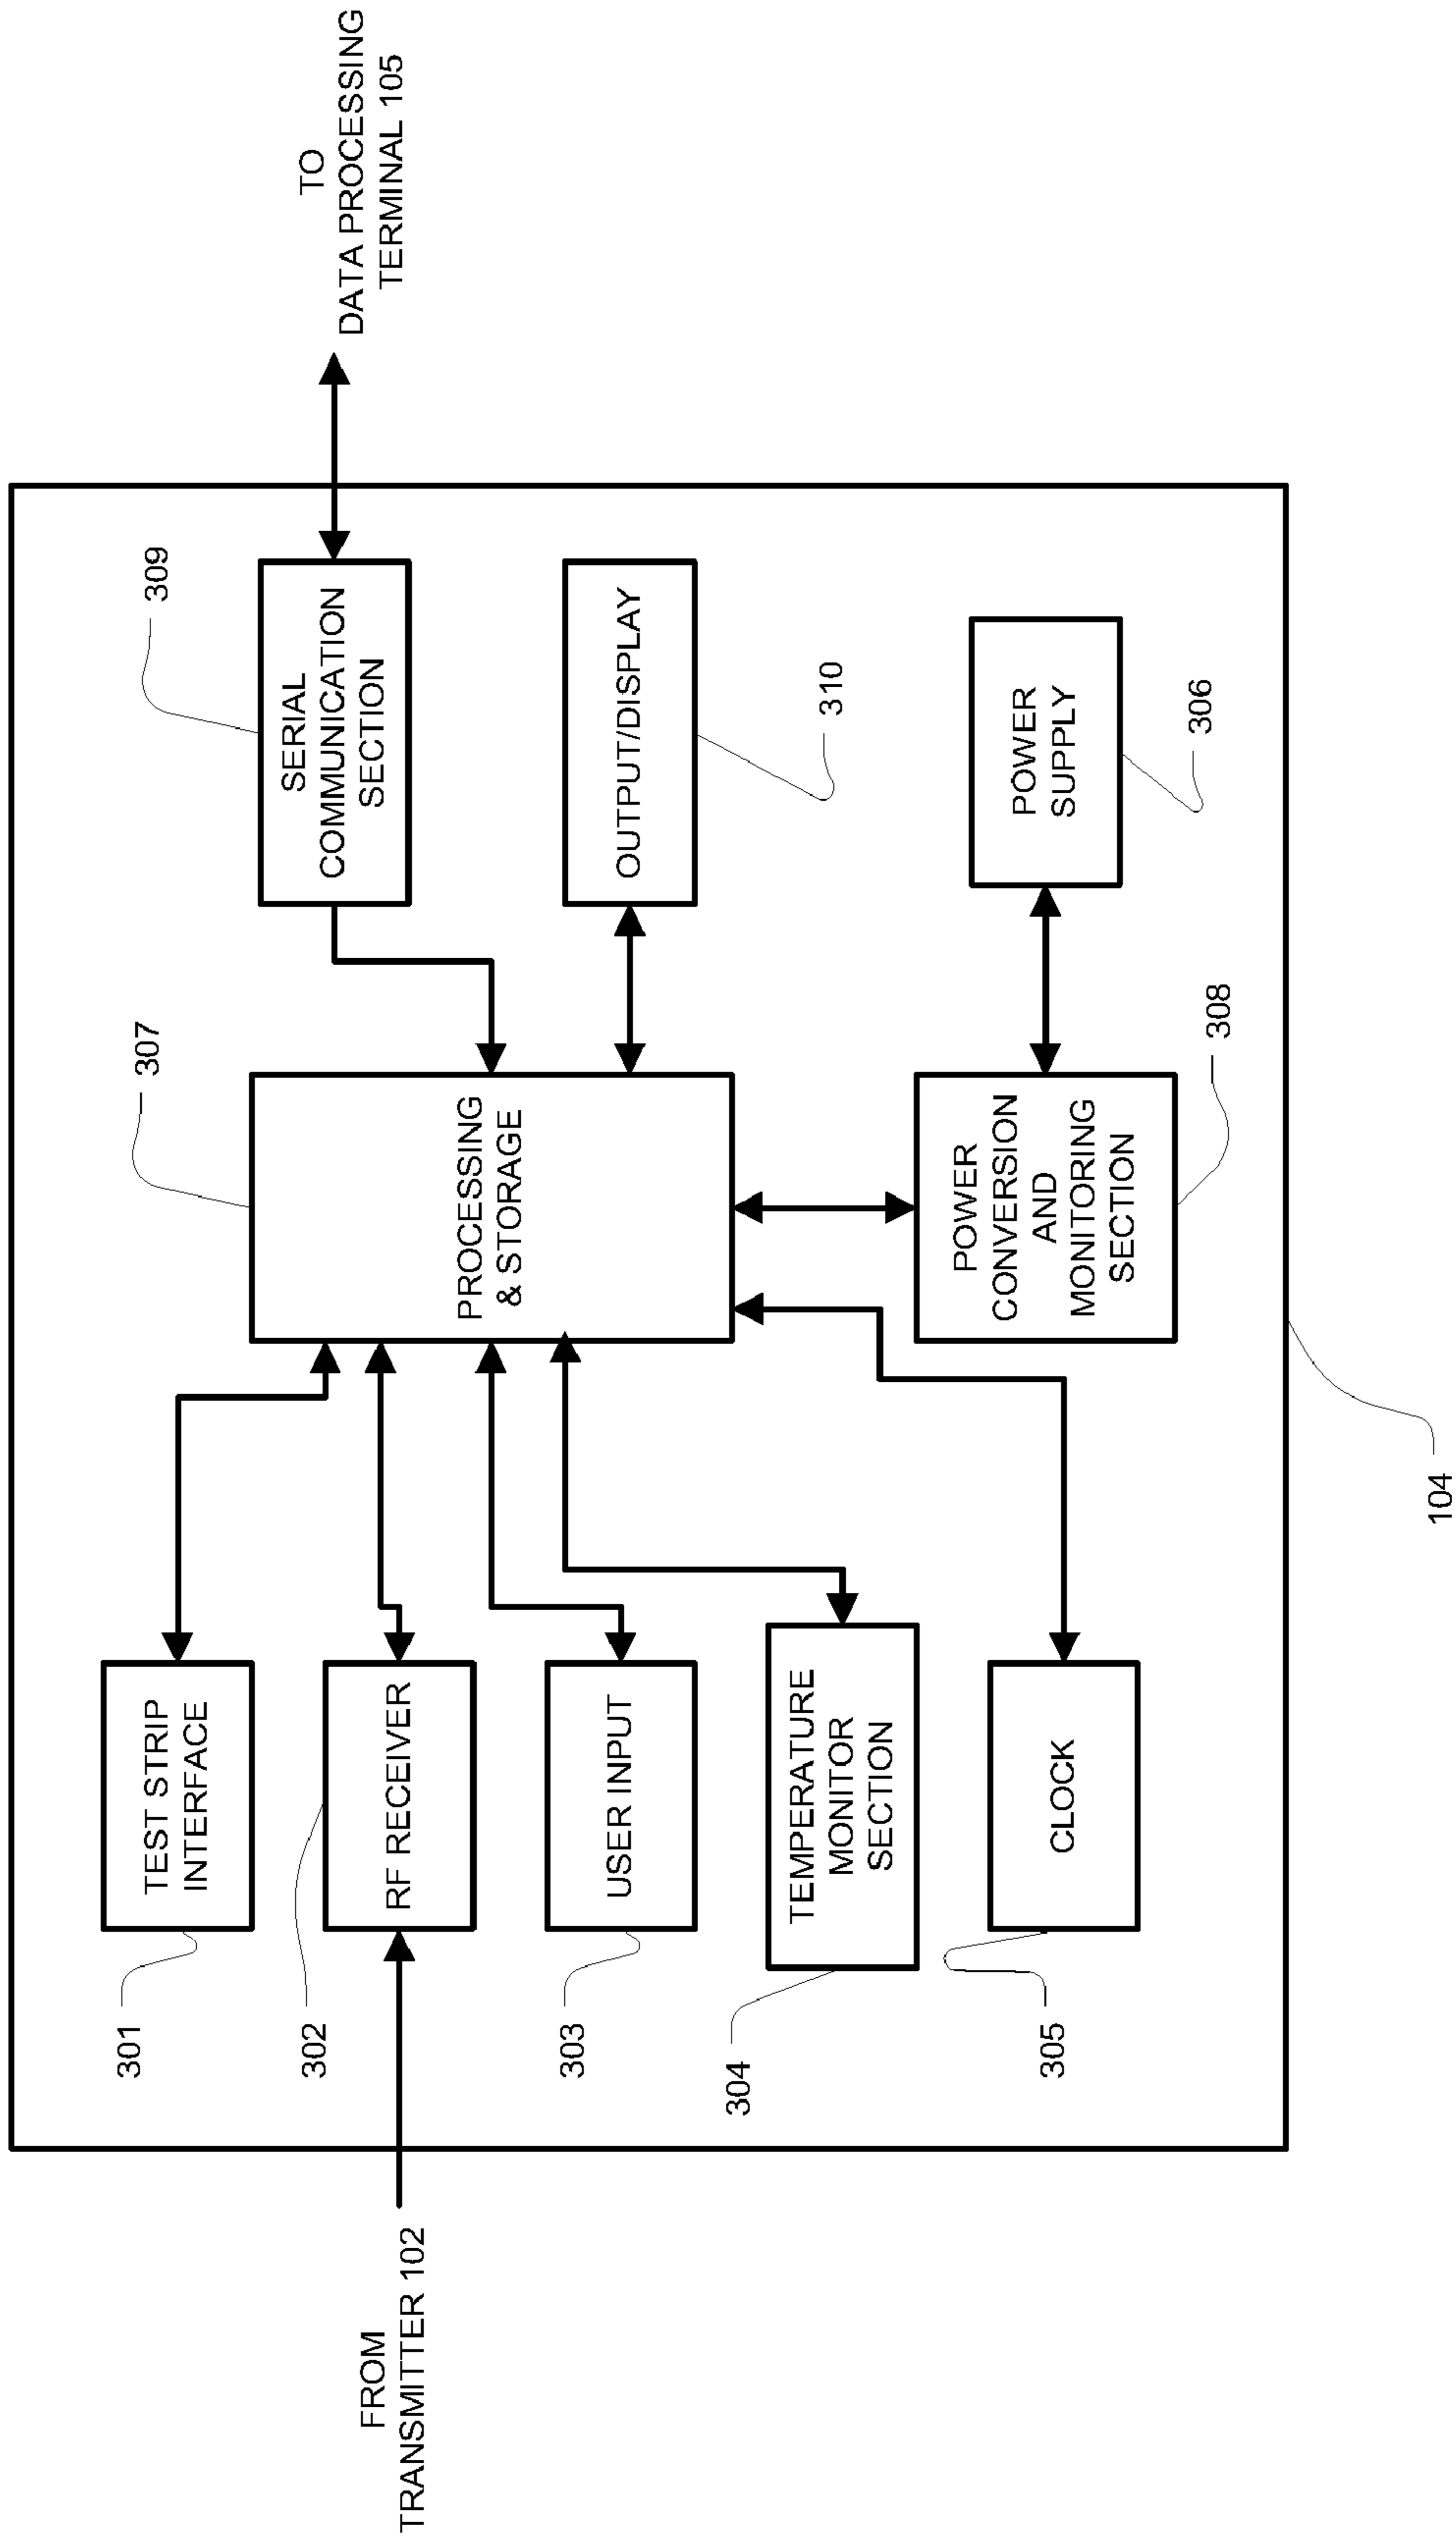 TO
DATA PROCESSING
TERMINAL 105
309
SERIAL
COMMUNICATION
SECTION
OUTPUT/DISPLAY
310
POWER
SUPPLY
306
307
PROCESSING
& STORAGE
POWER
CONVERSION
AND
MONITORING
SECTION
308
104
TEST STRIP
INTERFACE
301
RF RECEIVER
302
USER INPUT
303
TEMPERATURE
MONITOR
SECTION
304
CLOCK
305
FROM
TRANSMITTER 102